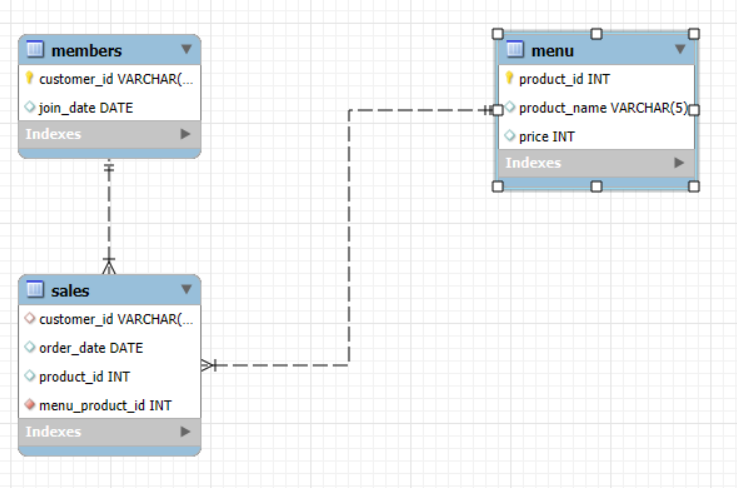 members
customer_id VARCHAR(...
join_date DATE
Indexes
menu
product_id INT
product_name VARCHAR(5)
price INT
Indexes
sales
customer_id VARCHAR(...
order_date DATE
product_id INT
menu_product_id INT
Indexes